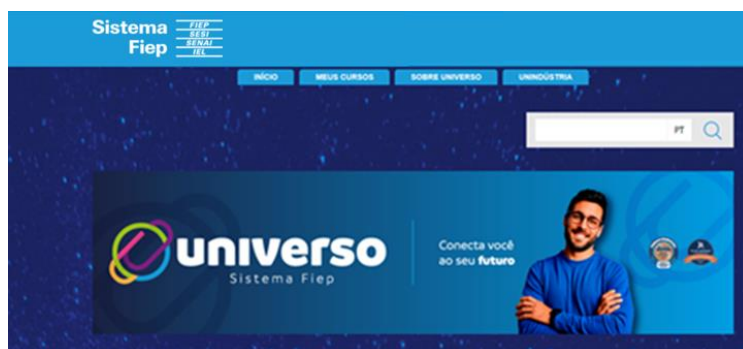 Sistema
Fiep
FIEP
SESI
SENAI
IEL
INÍCIO MEUS CURSOS SOBRE UNIVERSO UNINDÚSTRIA
PT
universo
Sistema Fiep
Conecta você
ao seu futuro